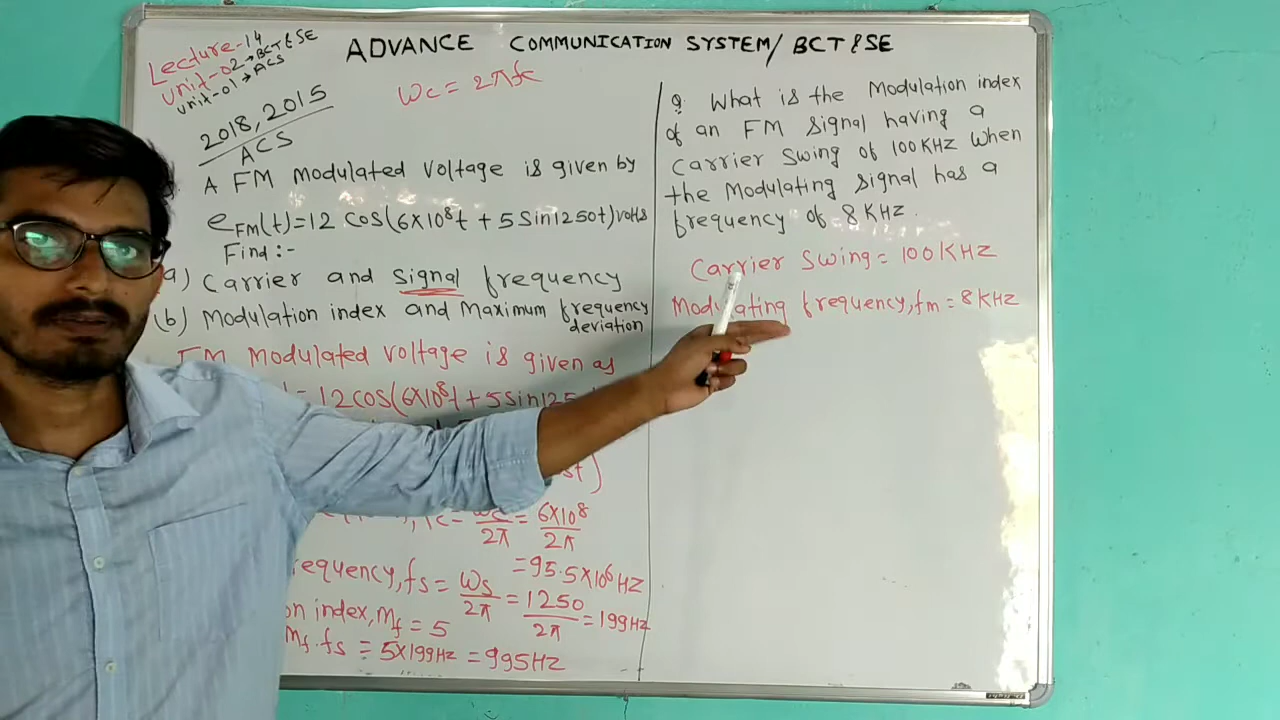 Lecture-14
Unit-02→BCT&SE
Unit-01→ACS
ADVANCE COMMUNICATION SYSTEM/BCT&SE
2018,2015
ACS
ωc = 2πfc
A FM Modulated Voltage is given by
eFM(t)=12 cos(6×10⁸t + 5 Sin1250t)volts
Find :-
a) Carrier and signal frequency
(b) Modulation index and Maximum frequency
deviation
FM Modulated Voltage is given as
= 12cos(6×10⁸t + 5sin125
fc = ωc/2π = 6×10⁸/2π
= 95.5×10⁶ HZ
requency, fs = ωs/2π = 1250/2π = 199HZ
on index, Mf = 5
Mf.fs = 5×199HZ = 995HZ
Q. What is the Modulation index
of an FM Signal having a
Carrier Swing of 100KHZ when
the Modulating Signal has a
frequency of 8KHZ.
Carrier Swing = 100KHZ
Modulating frequency, fm = 8KHZ